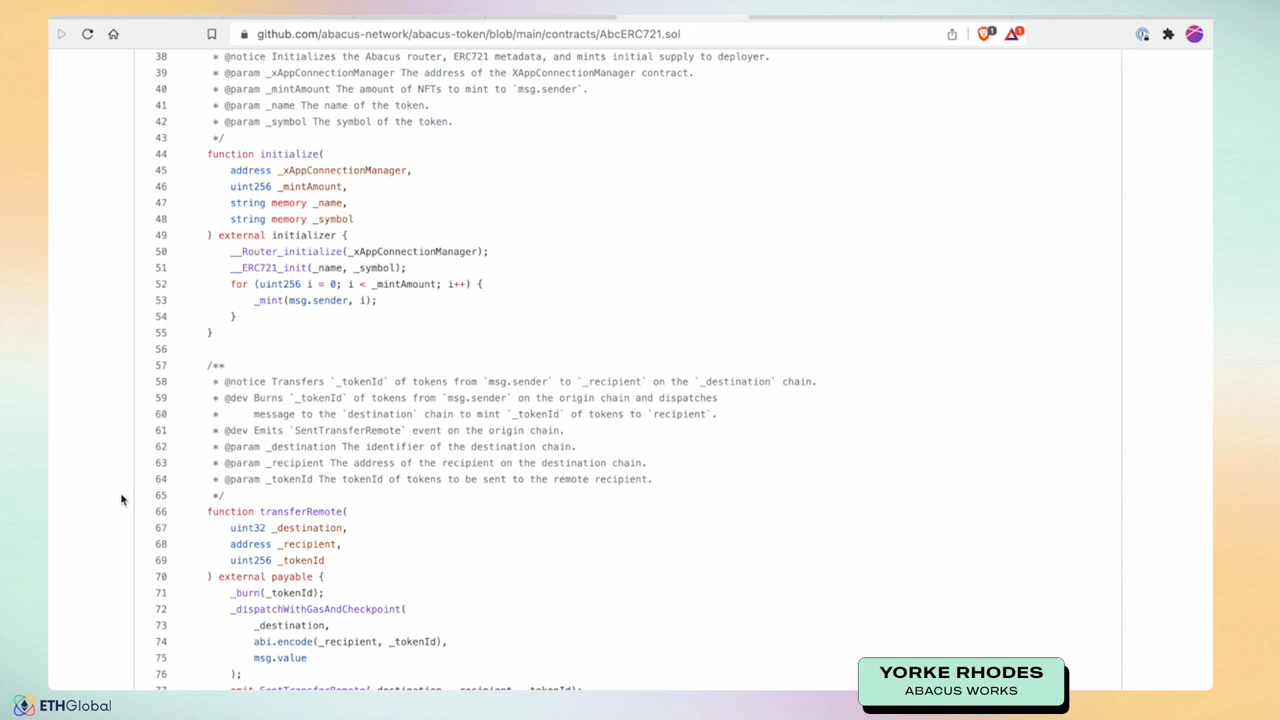 github.com/abacus-network/abacus-token/blob/main/contracts/AbcERC721.sol
1
1
38 * @notice Initializes the Abacus router, ERC721 metadata, and mints initial supply to deployer.
39 * @param _xAppConnectionManager The address of the XAppConnectionManager contract.
40 * @param _mintAmount The amount of NFTs to mint to `msg.sender`.
41 * @param _name The name of the token.
42 * @param _symbol The symbol of the token.
43 */
44 function initialize(
45 address _xAppConnectionManager,
46 uint256 _mintAmount,
47 string memory _name,
48 string memory _symbol
49 ) external initializer {
50 __Router_initialize(_xAppConnectionManager);
51 __ERC721_init(_name, _symbol);
52 for (uint256 i = 0; i < _mintAmount; i++) {
53 _mint(msg.sender, i);
54 }
55 }
56
57 /**
58 * @notice Transfers `_tokenId` of tokens from `msg.sender` to `_recipient` on the `_destination` chain.
59 * @dev Burns `_tokenId` of tokens from `msg.sender` on the origin chain and dispatches
60 * message to the `destination` chain to mint `_tokenId` of tokens to `recipient`.
61 * @dev Emits `SentTransferRemote` event on the origin chain.
62 * @param _destination The identifier of the destination chain.
63 * @param _recipient The address of the recipient on the destination chain.
64 * @param _tokenId The tokenId of tokens to be sent to the remote recipient.
65 */
66 function transferRemote(
67 uint32 _destination,
68 address _recipient,
69 uint256 _tokenId
70 ) external payable {
71 _burn(_tokenId);
72 _dispatchWithGasAndCheckpoint(
73 _destination,
74 abi.encode(_recipient, _tokenId),
75 msg.value
76 );
77 emit SentTransferRemote(_destination, _recipient, _tokenId);
YORKE RHODES
ABACUS WORKS
ETHGlobal